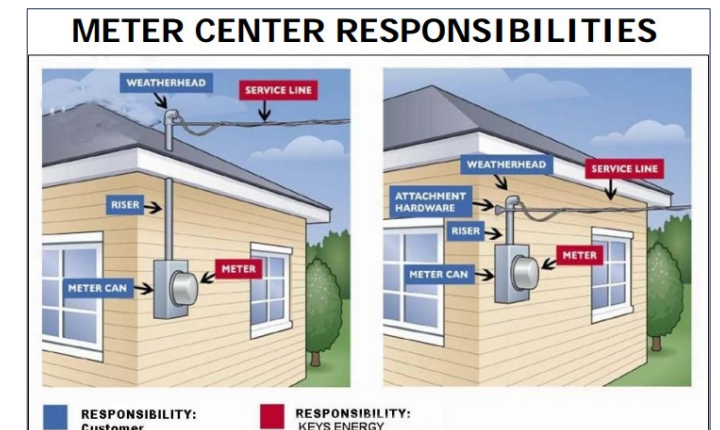 METER CENTER RESPONSIBILITIES
WEATHERHEAD
SERVICE LINE
RISER
METER
METER CAN
WEATHERHEAD
SERVICE LINE
ATTACHMENT
HARDWARE
RISER
METER
METER CAN
RESPONSIBILITY:
Customer
RESPONSIBILITY:
KEYS ENERGY